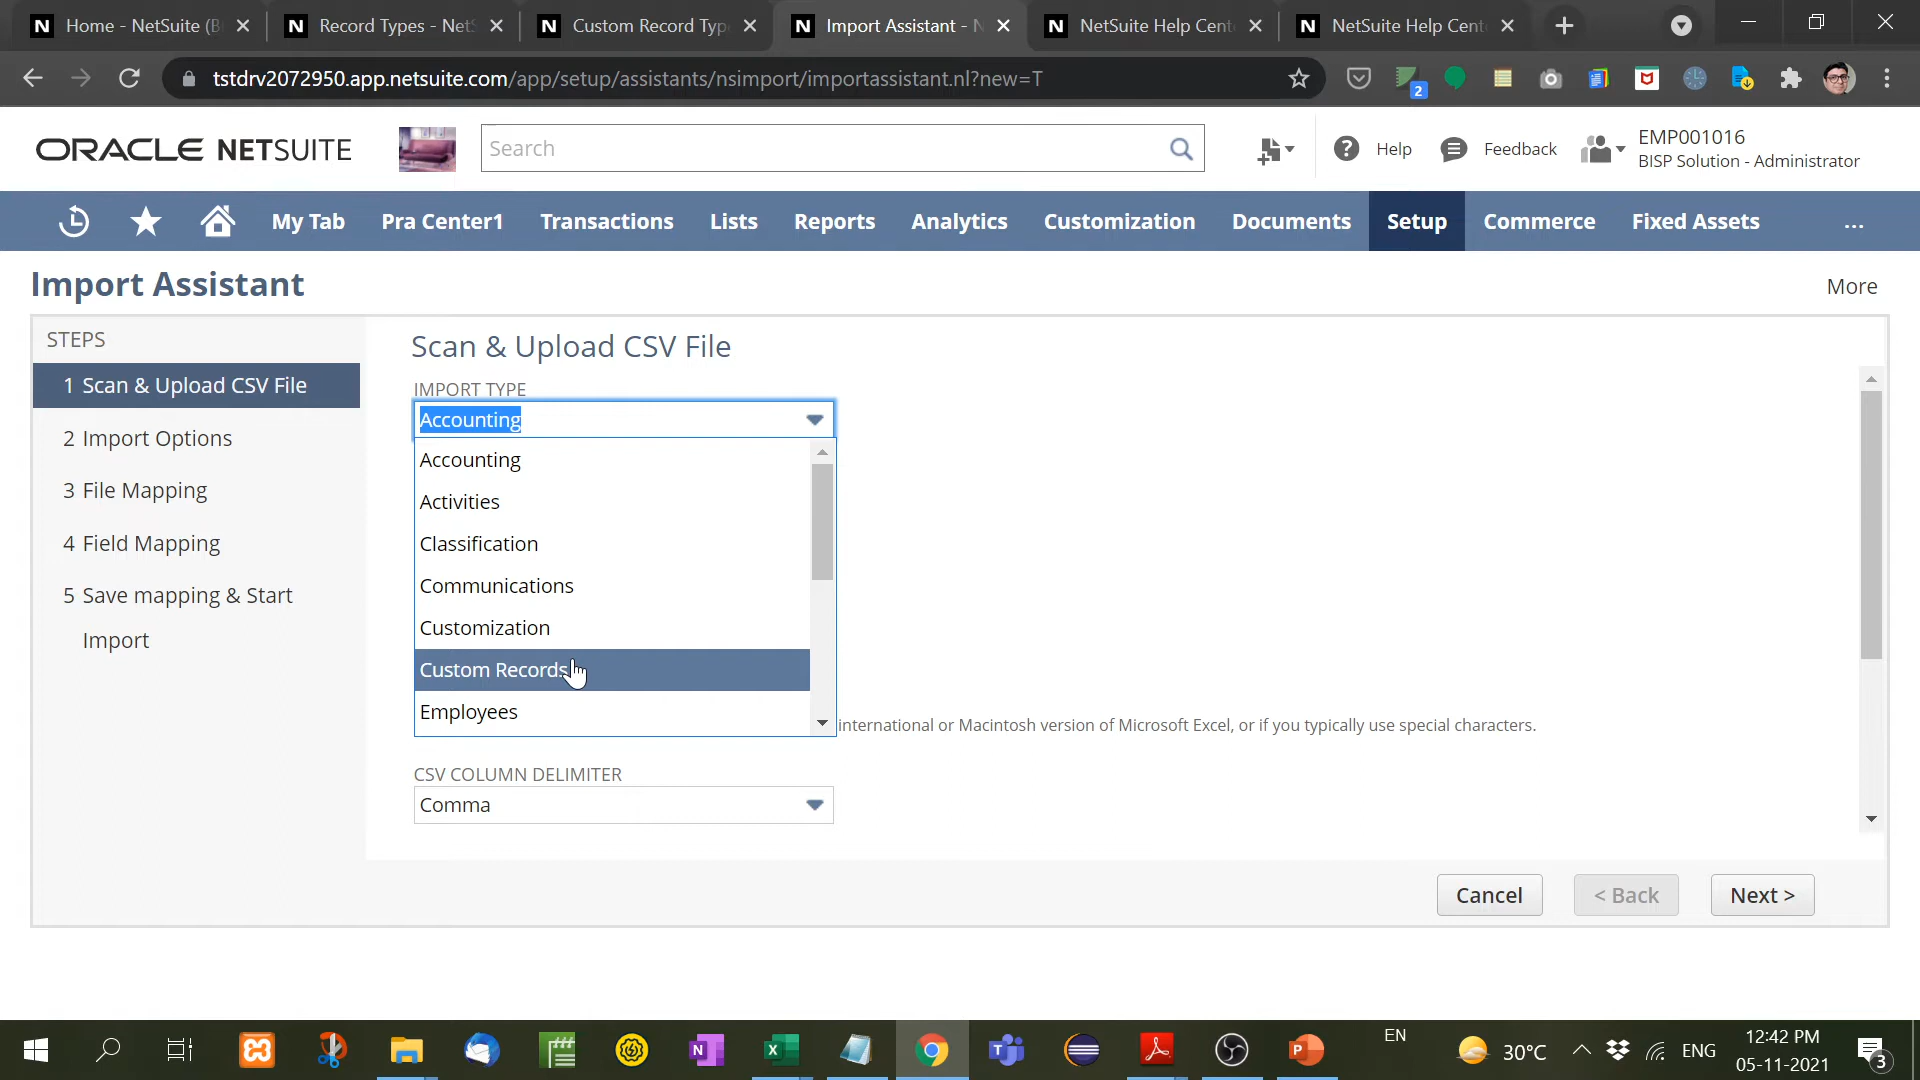 Home - NetSuite (B
Record Types - Net
Custom Record Typ
Import Assistant - N
NetSuite Help Cent
NetSuite Help Cent
tstdrv2072950.app.netsuite.com/app/setup/assistants/nsimport/importassistant.nl?new=T
2
ORACLE NETSUITE
Search
Help
Feedback
EMP001016
BISP Solution - Administrator
My Tab
Pra Center1
Transactions
Lists
Reports
Analytics
Customization
Documents
Setup
Commerce
Fixed Assets
...
Import Assistant
More
STEPS
1 Scan & Upload CSV File
2 Import Options
3 File Mapping
4 Field Mapping
5 Save mapping & Start
Import
Scan & Upload CSV File
IMPORT TYPE
Accounting
Accounting
Activities
Classification
Communications
Customization
Custom Records
Employees
international or Macintosh version of Microsoft Excel, or if you typically use special characters.
CSV COLUMN DELIMITER
Comma
Cancel
< Back
Next >
EN
30°C
ENG
12:42 PM
05-11-2021
3